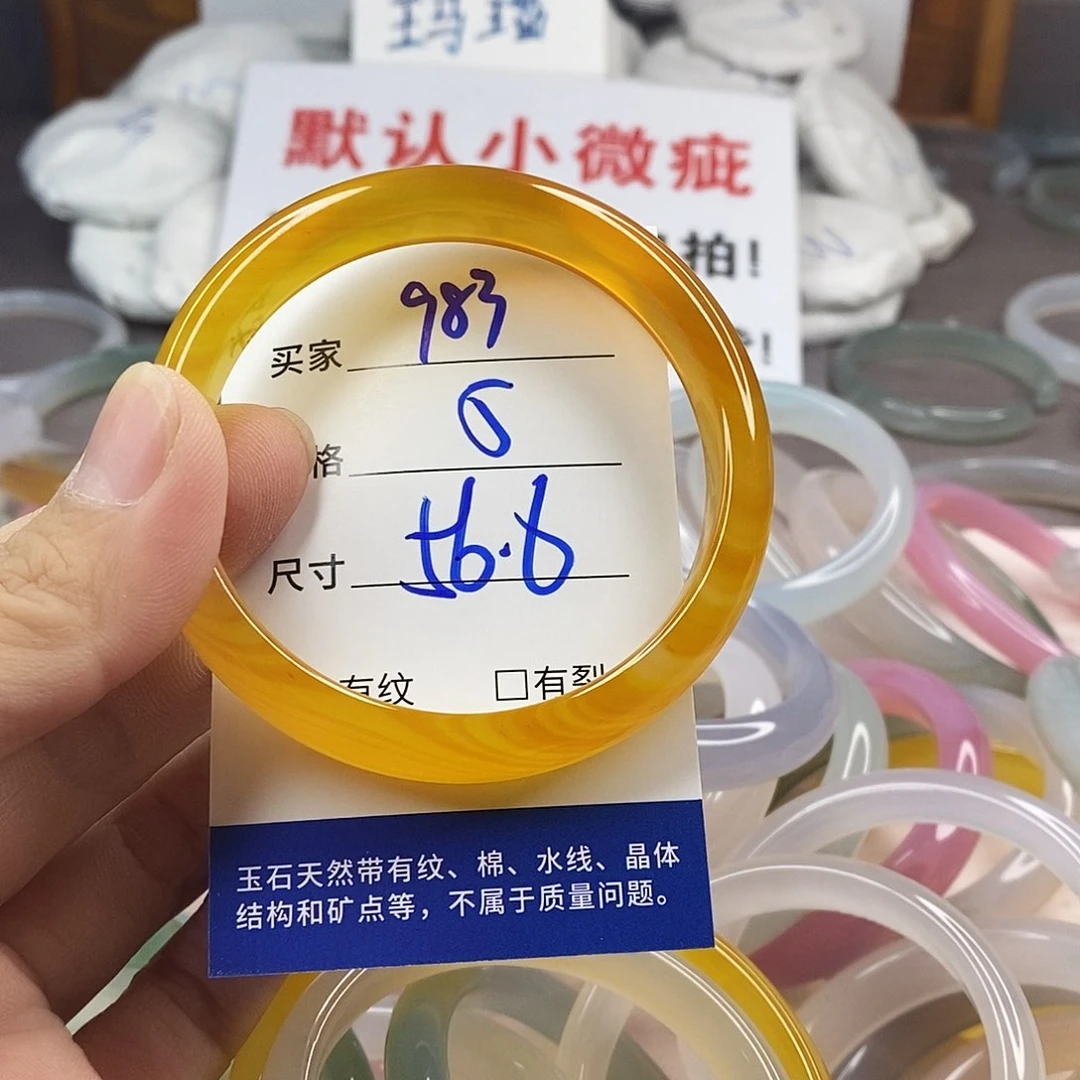 玛瑙
默认小微疵
拍!
!
买家 983
格 5
尺寸 56.6
有纹 □有裂
玉石天然带有纹、棉、水线、晶体
结构和矿点等，不属于质量问题。